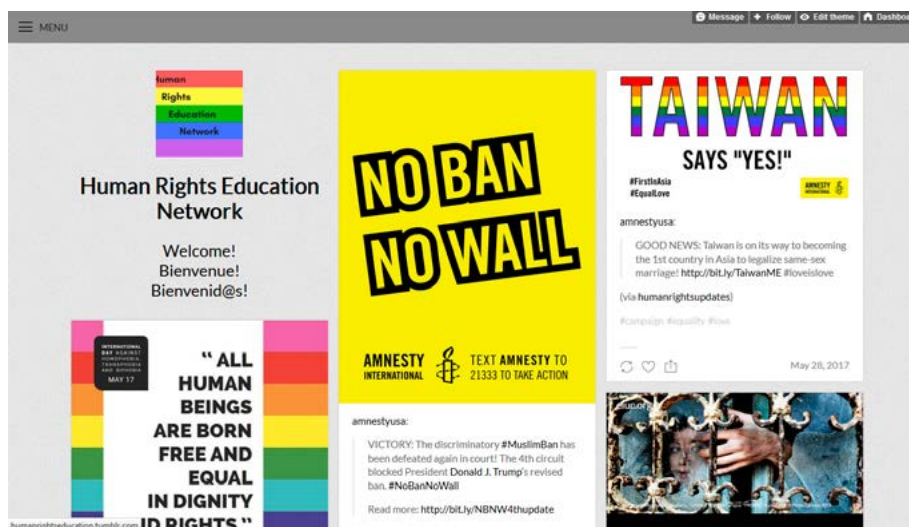 MENU
Message + Follow Edit theme Dashboa
Human
Rights
Education
Network
Human Rights Education
Network
Welcome!
Bienvenue!
Bienvenid@s!
INTERNATIONAL
DAY AGAINST
HOMOPHOBIA,
TRANSPHOBIA
AND BIPHOBIA
MAY 17
“ ALL
HUMAN
BEINGS
ARE BORN
FREE AND
EQUAL
IN DIGNITY
ND RIGHTS.”
humanrightseducation.tumblr.com
NO BAN
NO WALL
AMNESTY
INTERNATIONAL
TEXT AMNESTY TO
21333 TO TAKE ACTION
amnestyusa:
VICTORY: The discriminatory #MuslimBan has
been defeated again in court! The 4th circuit
blocked President Donald J. Trump's revised
ban. #NoBanNoWall
Read more: http://bit.ly/NBNW4thupdate
TAIWAN
SAYS "YES!"
#FirstInAsia
#EqualLove
AMNESTY
INTERNATIONAL
amnestyusa:
GOOD NEWS: Taiwan is on its way to becoming
the 1st country in Asia to legalize same-sex
marriage! http://bit.ly/TaiwanME #loveislove
(via humanrightsupdates)
#campaign #equality #love
May 28, 2017